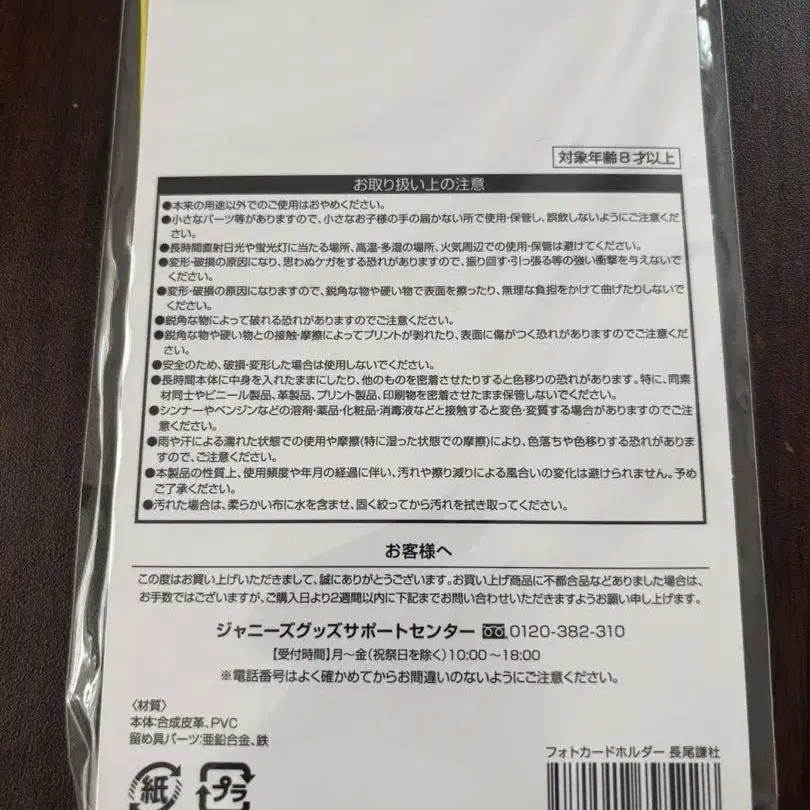 対象年齢8才以上
お取り扱い上の注意
●本来の用途以外でのご使用はおやめください。
●小さなパーツ等がありますので、小さなお子様の手の届かない所で使用・保管し、誤飲しないようにご注意くだ
さい。
●長時間直射日光や蛍光灯に当たる場所、高温・多湿の場所、火気周辺での使用・保管は避けてください。
●変形・破損の原因になり、思わぬケガをする恐れがありますので、振り回す・引っ張る等の強い衝撃を与えないで
ください。
●変形・破損の原因になりますので、鋭角な物や硬い物で表面を擦ったり、無理な負担をかけて曲げたりしないで
ください。
●鋭角な物によって破れる恐れがありますのでご注意ください。
●鋭角な物や硬い物との接触・摩擦によってプリントが剥れたり、表面に傷がつく恐れがありますのでご注意くだ
さい。
●安全のため、破損・変形した場合は使用しないでください。
●長時間本体に中身を入れたままにしたり、他のものを密着させたりすると色移りの恐れがあります。特に、同素
材同士やビニール製品、革製品、プリント製品、印刷物を密着させたまま保管しないでください。
●シンナーやベンジンなどの溶剤・薬品・化粧品・消毒液などと接触すると変色・変質する場合がありますのでご注
意ください。
●雨や汗による濡れた状態での使用や摩擦(特に湿った状態での摩擦)により、色落ちや色移りする恐れがありま
すので、ご注意ください。
●本製品の性質上、使用頻度や年月の経過に伴い、汚れや擦り減りによる風合いの変化は避けられません。予め
ご了承ください。
●汚れた場合は、柔らかい布に水を含ませ、固く絞ってから汚れを拭き取ってください。
お客様へ
この度はお買い上げいただきまして、誠にありがとうございます。お買い上げ商品に不都合品などありました場合は、
お手数ではございますが、ご購入日より2週間以内に下記までお問い合わせいただきますようお願い申し上げます。
ジャニーズグッズサポートセンター 0120-382-310
【受付時間】月~金(祝祭日を除く)10:00~18:00
※電話番号はよく確かめてからお間違いのないようにご注意ください。
〈材質〉
本体:合成皮革、PVC
留め具パーツ:亜鉛合金、鉄
フォトカードホルダー 長尾謙杜
紙 プラ